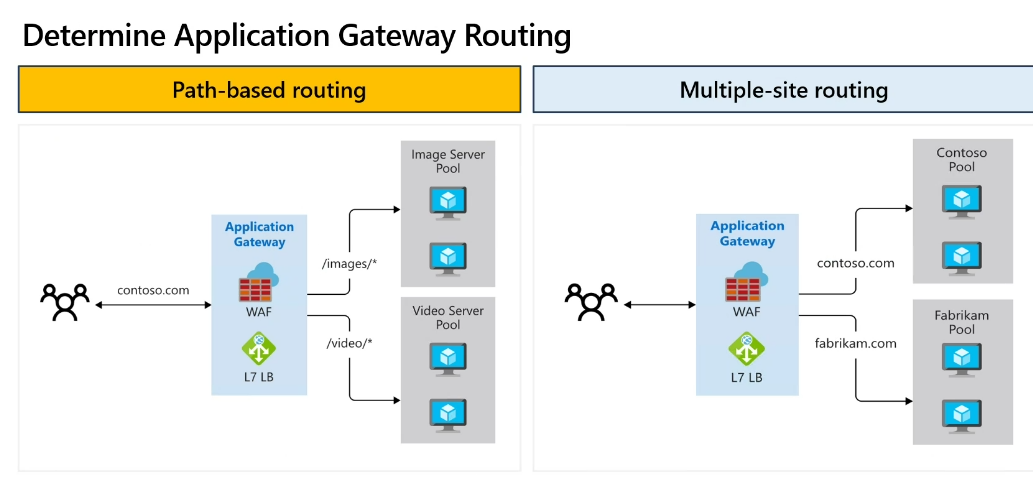 Determine Application Gateway Routing
Path-based routing
contoso.com
Application
Gateway
WAF
L7 LB
/images/*
/video/*
Image Server
Pool
Video Server
Pool
Multiple-site routing
Application
Gateway
WAF
L7 LB
contoso.com
fabrikam.com
Contoso
Pool
Fabrikam
Pool